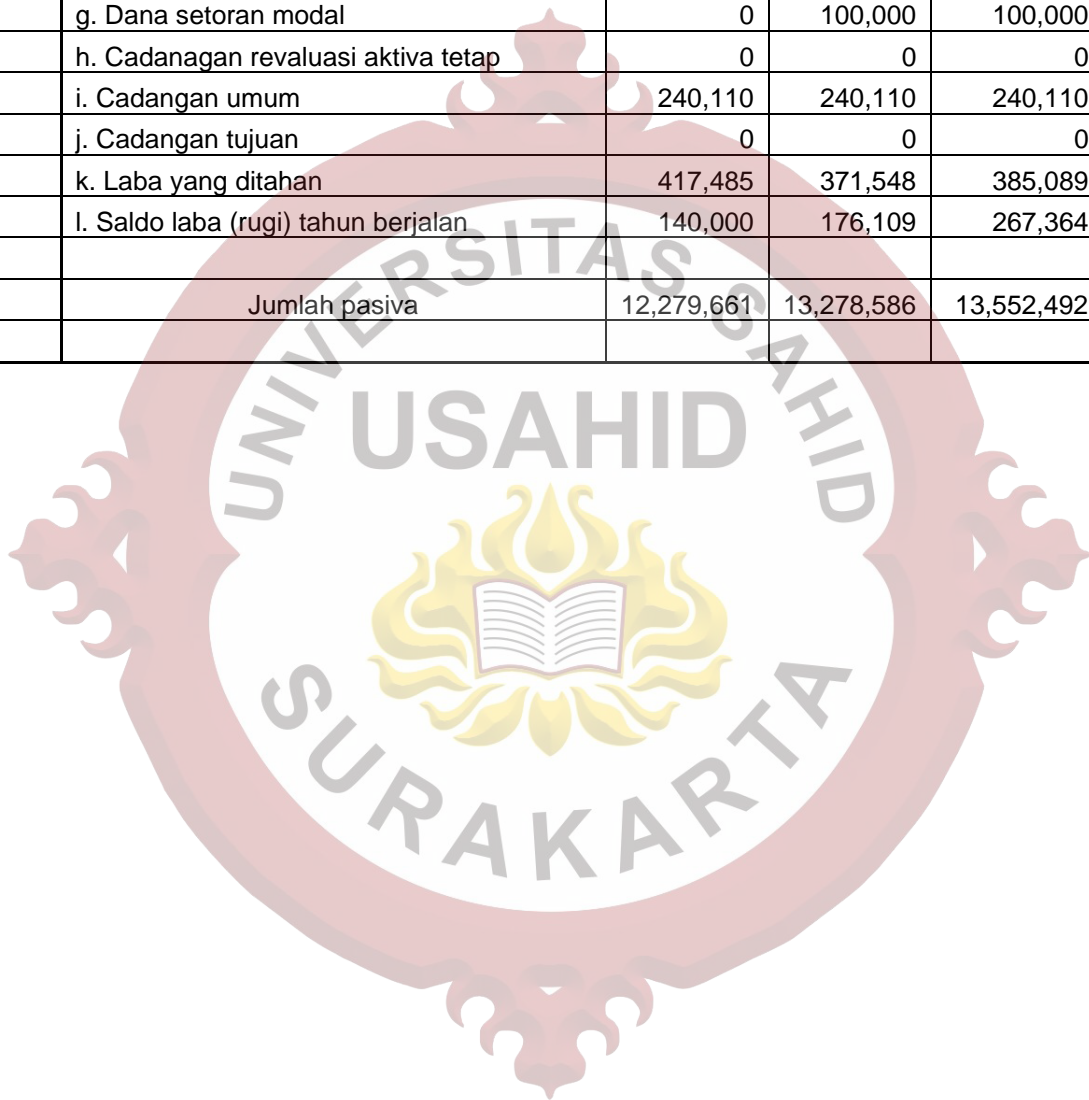 g. Dana setoran modal 0 100,000 100,000
h. Cadanagan revaluasi aktiva tetap 0 0 0
i. Cadangan umum 240,110 240,110 240,110
j. Cadangan tujuan 0 0 0
k. Laba yang ditahan 417,485 371,548 385,089
l. Saldo laba (rugi) tahun berjalan 140,000 176,109 267,364
Jumlah pasiva 12,279,661 13,278,586 13,552,492
UNIVERSITAS SAHID
USAHID
SURAKARTA